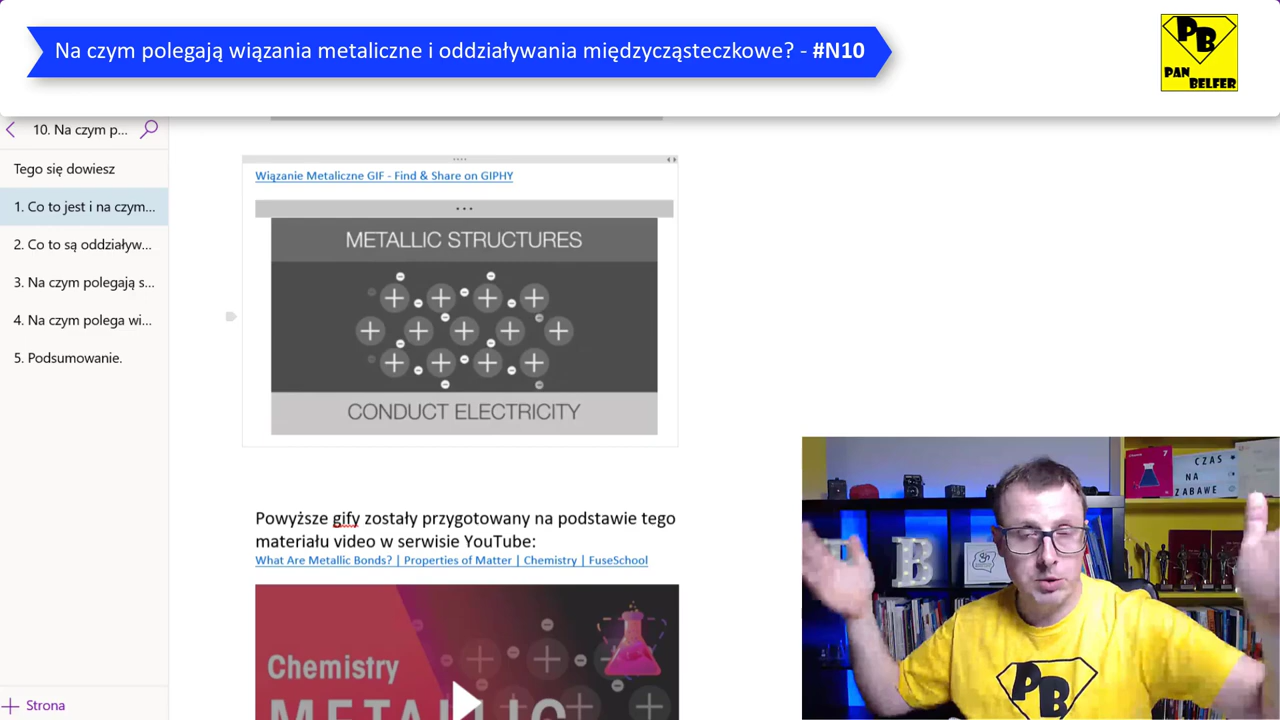 Na czym polegają wiązania metaliczne i oddziaływania międzycząsteczkowe? - #N10
PB
PAN
BELFER
10. Na czym p...
Tego się dowiesz
1. Co to jest i na czym...
2. Co to są oddziaływ...
3. Na czym polegają s...
4. Na czym polega wi...
5. Podsumowanie.
Strona
Wiązanie Metaliczne GIF - Find & Share on GIPHY
METALLIC STRUCTURES
CONDUCT ELECTRICITY
Powyższe gify zostały przygotowany na podstawie tego
materiału video w serwisie YouTube:
What Are Metallic Bonds? | Properties of Matter | Chemistry | FuseSchool
Chemistry
METALLIC
7
CZAS
NA
ZABAWE
B
PB